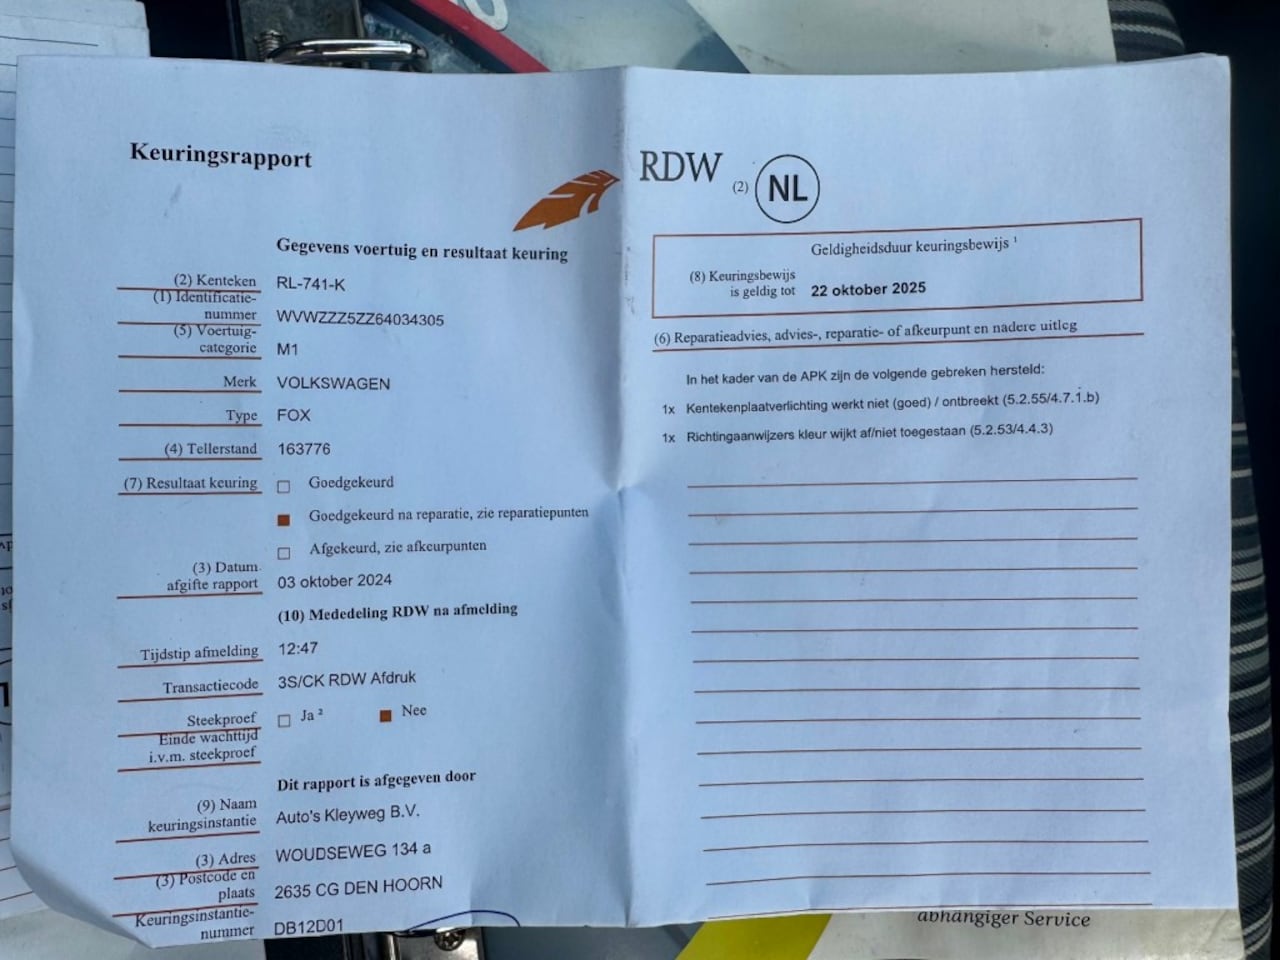 Keuringsrapport
RDW (2) NL
Gegevens voertuig en resultaat keuring
(2) Kenteken RL-741-K
(1) Identificatie-
nummer WVWZZZ5ZZ64034305
(5) Voertuig-
categorie M1
Merk VOLKSWAGEN
Type FOX
(4) Tellerstand 163776
(7) Resultaat keuring Goedgekeurd
Goedgekeurd na reparatie, zie reparatiepunten
Afgekeurd, zie afkeurpunten
(3) Datum
afgifte rapport 03 oktober 2024
(10) Mededeling RDW na afmelding
Tijdstip afmelding 12:47
Transactiecode 3S/CK RDW Afdruk
Steekproef Ja ² Nee
Einde wachttijd
i.v.m. steekproef
Dit rapport is afgegeven door
(9) Naam
keuringsinstantie Auto's Kleyweg B.V.
(3) Adres WOUDSEWEG 134 a
(3) Postcode en
plaats 2635 CG DEN HOORN
Keuringsinstantie-
nummer DB12D01
Geldigheidsduur keuringsbewijs ¹
(8) Keuringsbewijs
is geldig tot 22 oktober 2025
(6) Reparatieadvies, advies-, reparatie- of afkeurpunt en nadere uitleg
In het kader van de APK zijn de volgende gebreken hersteld:
1x Kentekenplaatverlichting werkt niet (goed) / ontbreekt (5.2.55/4.7.1.b)
1x Richtingaanwijzers kleur wijkt af/niet toegestaan (5.2.53/4.4.3)
abhängiger Service